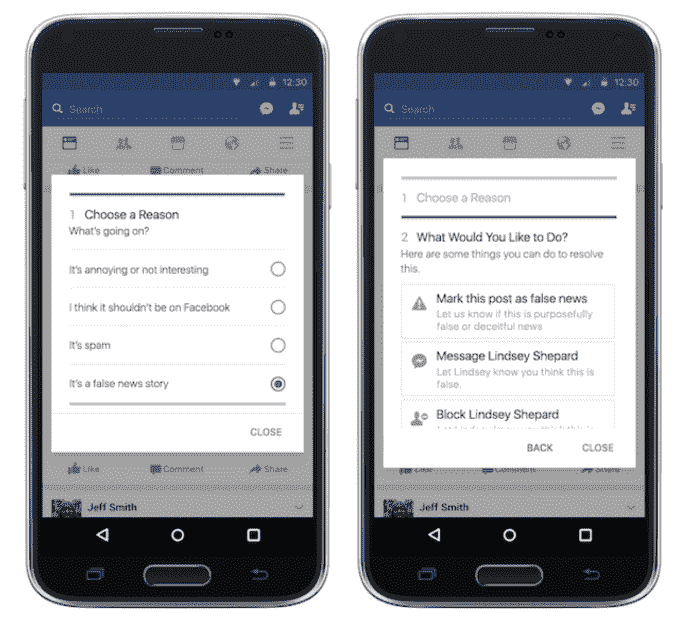 12:30
Search
Like Comment Share
1 Choose a Reason
What's going on?
It's annoying or not interesting
I think it shouldn't be on Facebook
It's spam
It's a false news story
CLOSE
Like Comment Share
Jeff Smith
12:30
Search
1 Choose a Reason
2 What Would You Like to Do?
Here are some things you can do to resolve
this.
Mark this post as false news
Let us know if this is purposefully
false or deceitful news
Message Lindsey Shepard
Let Lindsey know you think this is
false.
Block Lindsey Shepard
BACK CLOSE
Like Comment Share
Jeff Smith